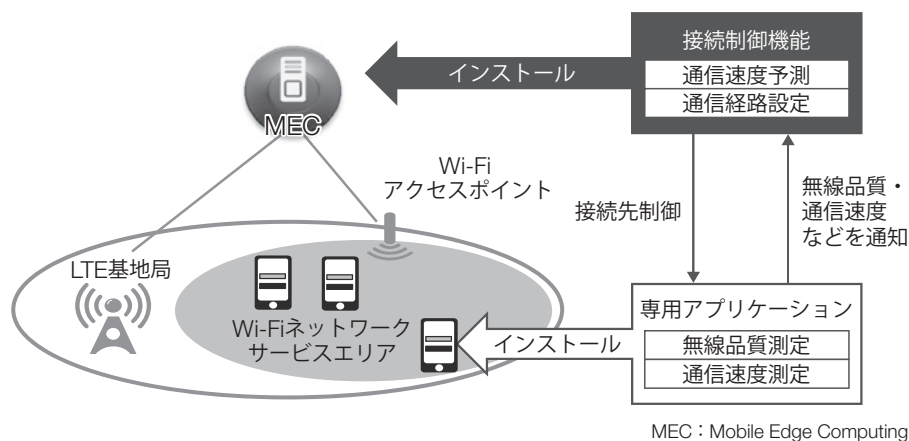 接続制御機能
通信速度予測
通信経路設定
インストール
MEC
Wi-Fi
アクセスポイント
接続先制御
無線品質・
通信速度
などを通知
LTE基地局
Wi-Fiネットワーク
サービスエリア
インストール
専用アプリケーション
無線品質測定
通信速度測定
MEC：Mobile Edge Computing